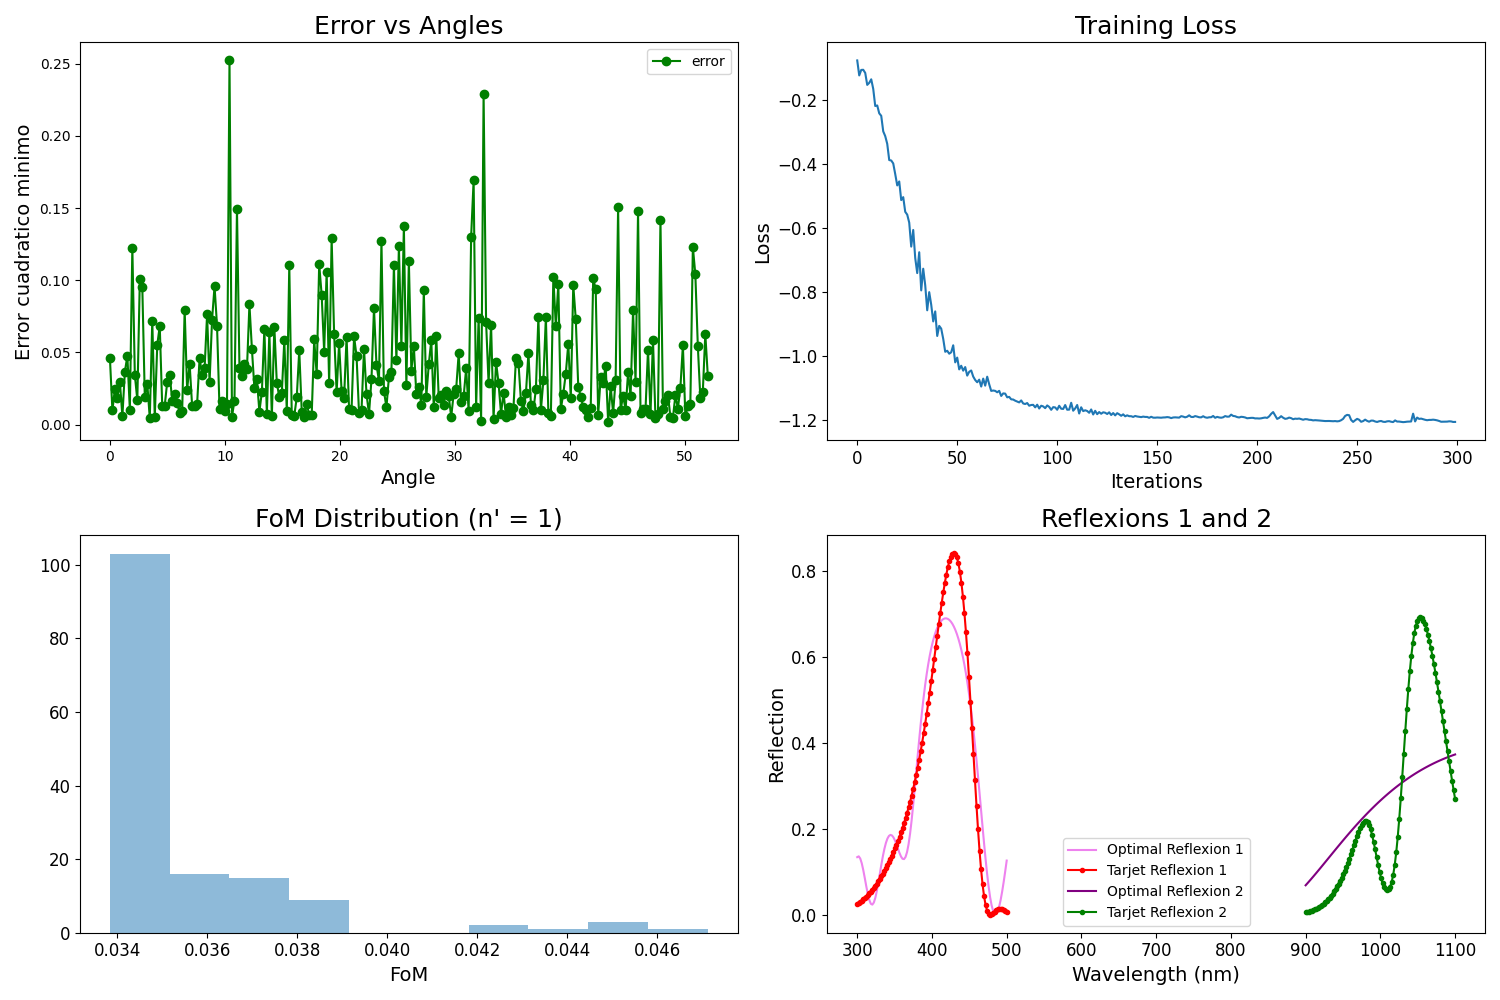 Error vs Angles
Error cuadratico minimo
0.25
0.20
0.15
0.10
0.05
0.00
error
0 10 20 30 40 50
Angle
Training Loss
Loss
−0.2
−0.4
−0.6
−0.8
−1.0
−1.2
0 50 100 150 200 250 300
Iterations
FoM Distribution (n' = 1)
100
80
60
40
20
0
0.034 0.036 0.038 0.040 0.042 0.044 0.046
FoM
Reflexions 1 and 2
Reflection
0.8
0.6
0.4
0.2
0.0
Optimal Reflexion 1
Tarjet Reflexion 1
Optimal Reflexion 2
Tarjet Reflexion 2
300 400 500 600 700 800 900 1000 1100
Wavelength (nm)